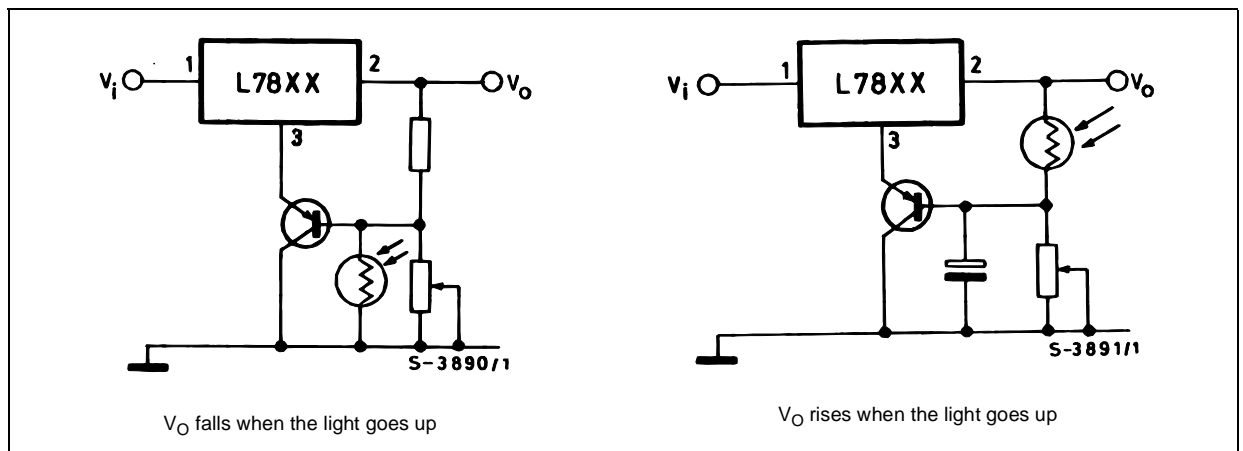 1
L78XX
2
Vi
Vo
3
S-3890/1
VO falls when the light goes up
1
L78XX
2
Vi
Vo
3
S-3891/1
VO rises when the light goes up